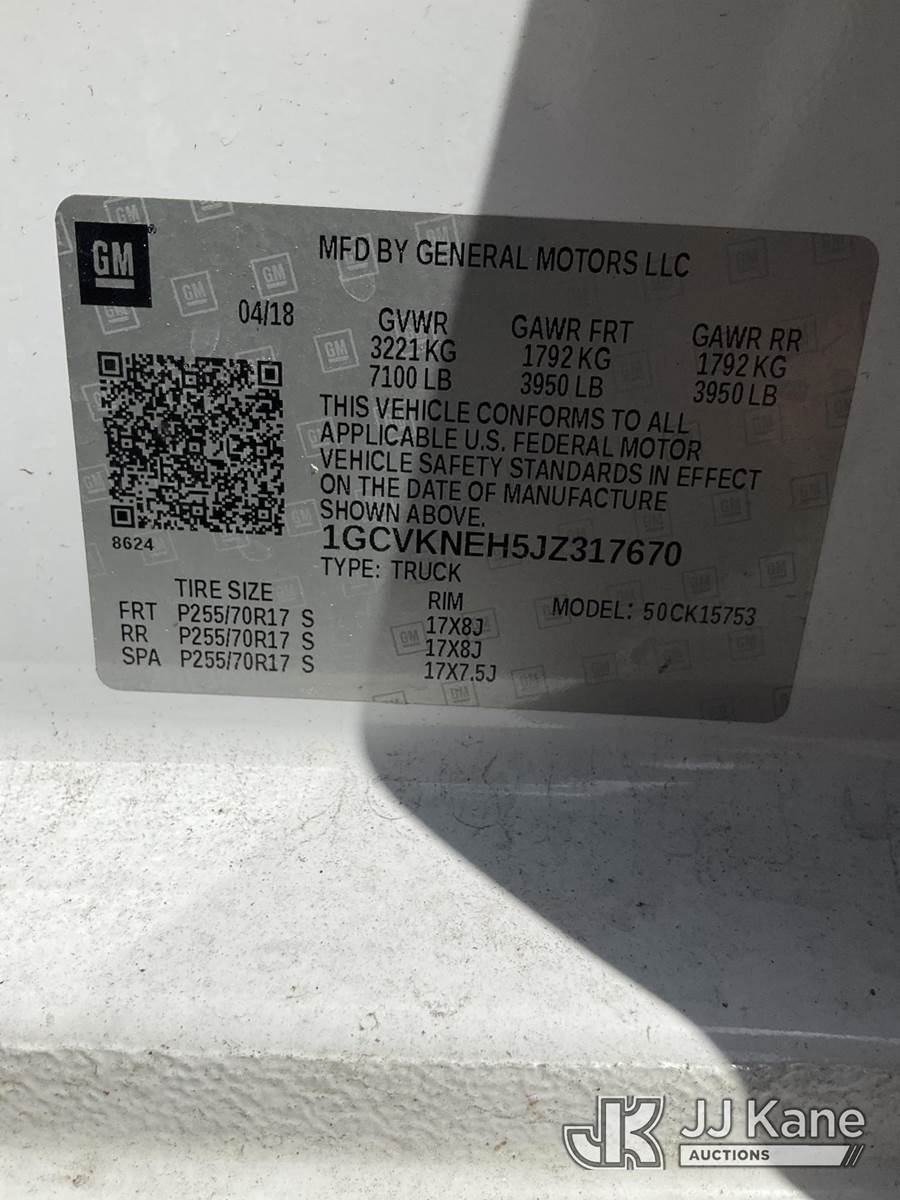 GM
MFD BY GENERAL MOTORS LLC
04/18
GVWR GAWR FRT GAWR RR
3221 KG 1792 KG 1792 KG
7100 LB 3950 LB 3950 LB
THIS VEHICLE CONFORMS TO ALL
APPLICABLE U.S. FEDERAL MOTOR
VEHICLE SAFETY STANDARDS IN EFFECT
ON THE DATE OF MANUFACTURE
SHOWN ABOVE.
8624
1GCVKNEH5JZ317670
TYPE: TRUCK
TIRE SIZE RIM MODEL: 50CK15753
FRT P255/70R17 S 17X8J
RR P255/70R17 S 17X8J
SPA P255/70R17 S 17X7.5J
JK JJ Kane
AUCTIONS